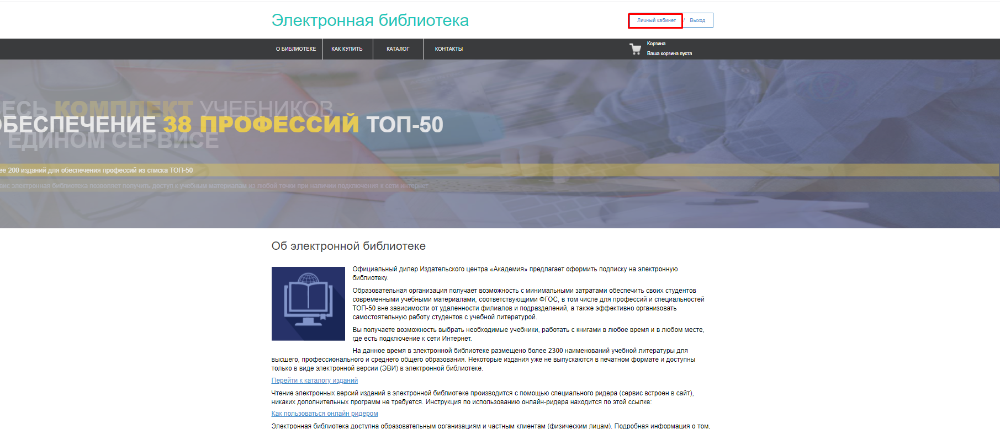 Электронная библиотека
Личный кабинет / Выход
О БИБЛИОТЕКЕ
КАК КУПИТЬ
КАТАЛОГ
КОНТАКТЫ
Корзина
Ваша корзина пуста
ЕСЬ КОМПЛЕКТ УЧЕБНИКОВ
ОБЕСПЕЧЕНИЕ 38 ПРОФЕССИЙ ТОП-50
ЕДИНОМ СЕРВИСЕ
ее 200 изданий для обеспечения профессий из списка ТОП-50
вис электронная библиотека позволяет получить доступ к учебным материалам из любой точки при наличии подключения к сети интернет
Об электронной библиотеке
Официальный дилер Издательского центра «Академия» предлагает оформить подписку на электронную
библиотеку.
Образовательная организация получает возможность с минимальными затратами обеспечить своих студентов
современными учебными материалами, соответствующими ФГОС, в том числе для профессий и специальностей
ТОП-50 вне зависимости от удаленности филиалов и подразделений, а также эффективно организовать
самостоятельную работу студентов с учебной литературой.
Вы получаете возможность выбрать необходимые учебники, работать с книгами в любое время и в любом месте,
где есть подключение к сети Интернет.
На данное время в электронной библиотеке размещено более 2300 наименований учебной литературы для
высшего, профессионального и среднего общего образования. Некоторые издания уже не выпускаются в печатном формате и доступны
только в виде электронной версии (ЭВИ) в электронной библиотеке.
Перейти к каталогу изданий
Чтение электронных версий изданий в электронной библиотеке производится с помощью специального ридера (сервис встроен в сайт),
никаких дополнительных программ не требуется. Инструкция по использованию онлайн-ридера находится по этой ссылке:
Как пользоваться онлайн ридером
Электронная библиотека доступна образовательным организациям и частным клиентам (физическим лицам). Подробная информация о том,